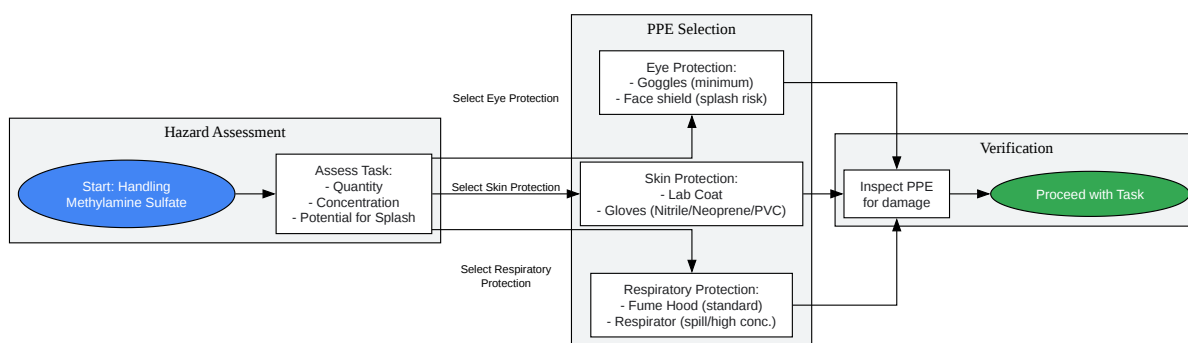 PPE Selection
Eye Protection:
- Goggles (minimum)
- Face shield (splash risk)
Select Eye Protection
Hazard Assessment
Start: Handling
Methylamine Sulfate
Assess Task:
- Quantity
- Concentration
- Potential for Splash
Select Skin Protection
Skin Protection:
- Lab Coat
- Gloves (Nitrile/Neoprene/PVC)
Verification
Inspect PPE
for damage
Proceed with Task
Select Respiratory
Protection
Respiratory Protection:
- Fume Hood (standard)
- Respirator (spill/high conc.)